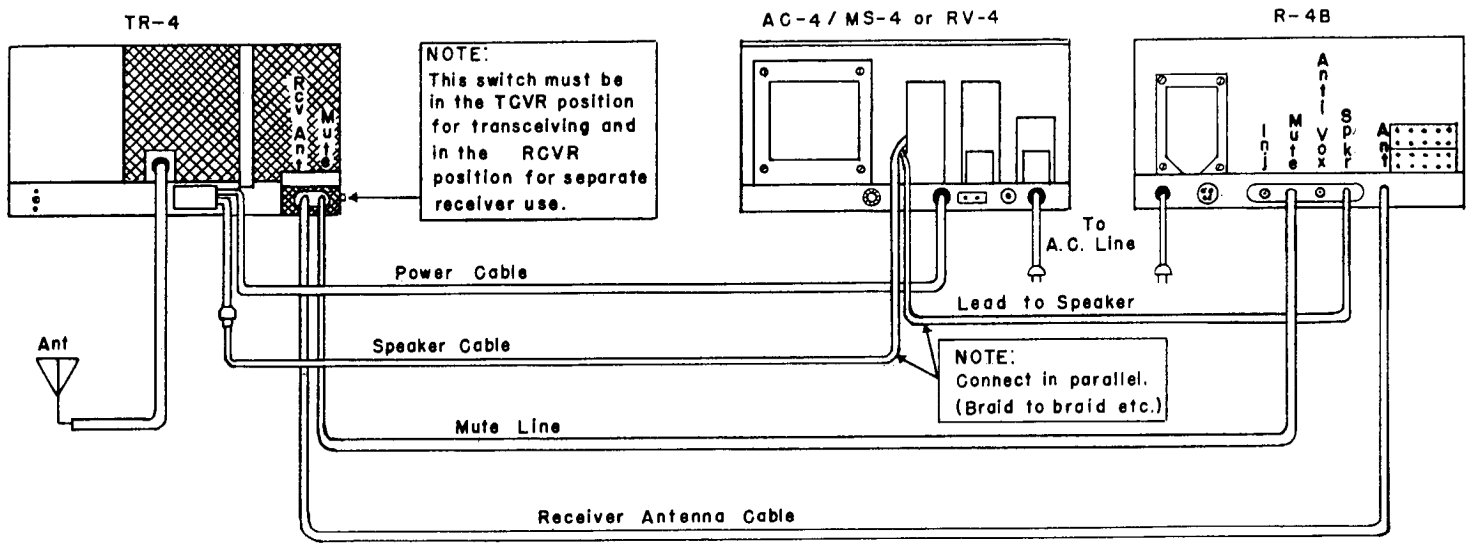 TR-4
AC-4 / MS-4 or RV-4
R-4B
NOTE:
This switch must be
in the TCVR position
for transceiving and
in the RCVR
position for separate
receiver use.
Rcv Ant
Mute
Inj
Mute
Anti Vox
Spkr
Ant
To
A.C. Line
Power Cable
Lead to Speaker
Ant
Speaker Cable
NOTE:
Connect in parallel.
(Braid to braid etc.)
Mute Line
Receiver Antenna Cable